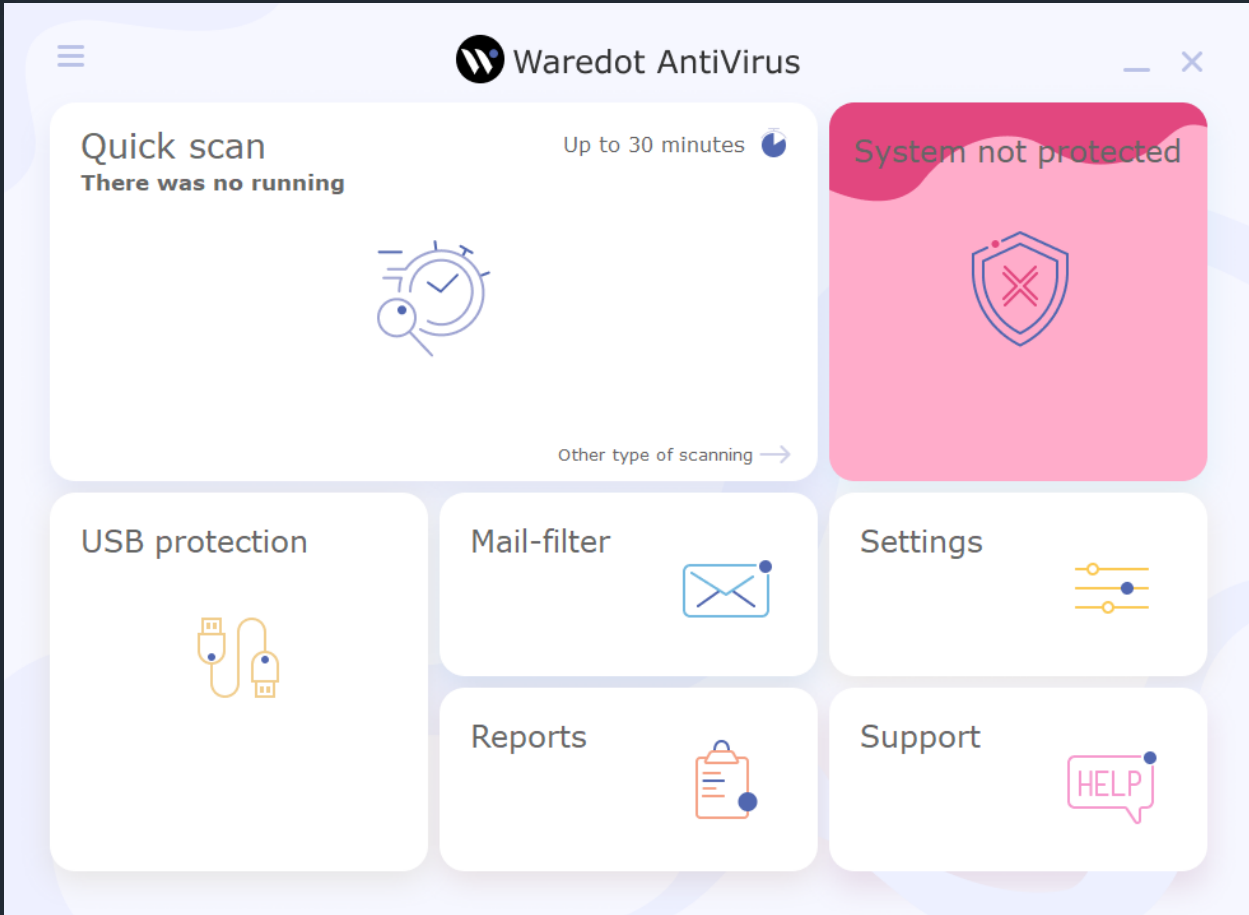 Waredot AntiVirus
Quick scan
Up to 30 minutes
There was no running
Other type of scanning
System not protected
USB protection
Mail-filter
Settings
Reports
Support
HELP